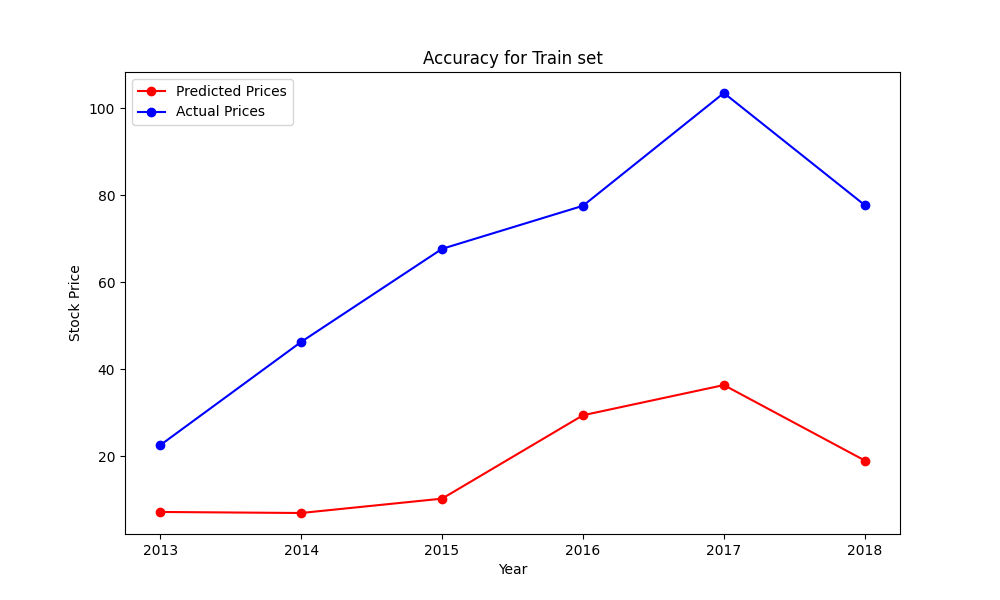 Accuracy for Train set
Predicted Prices
Actual Prices
100
80
60
40
20
Stock Price
2013 2014 2015 2016 2017 2018
Year